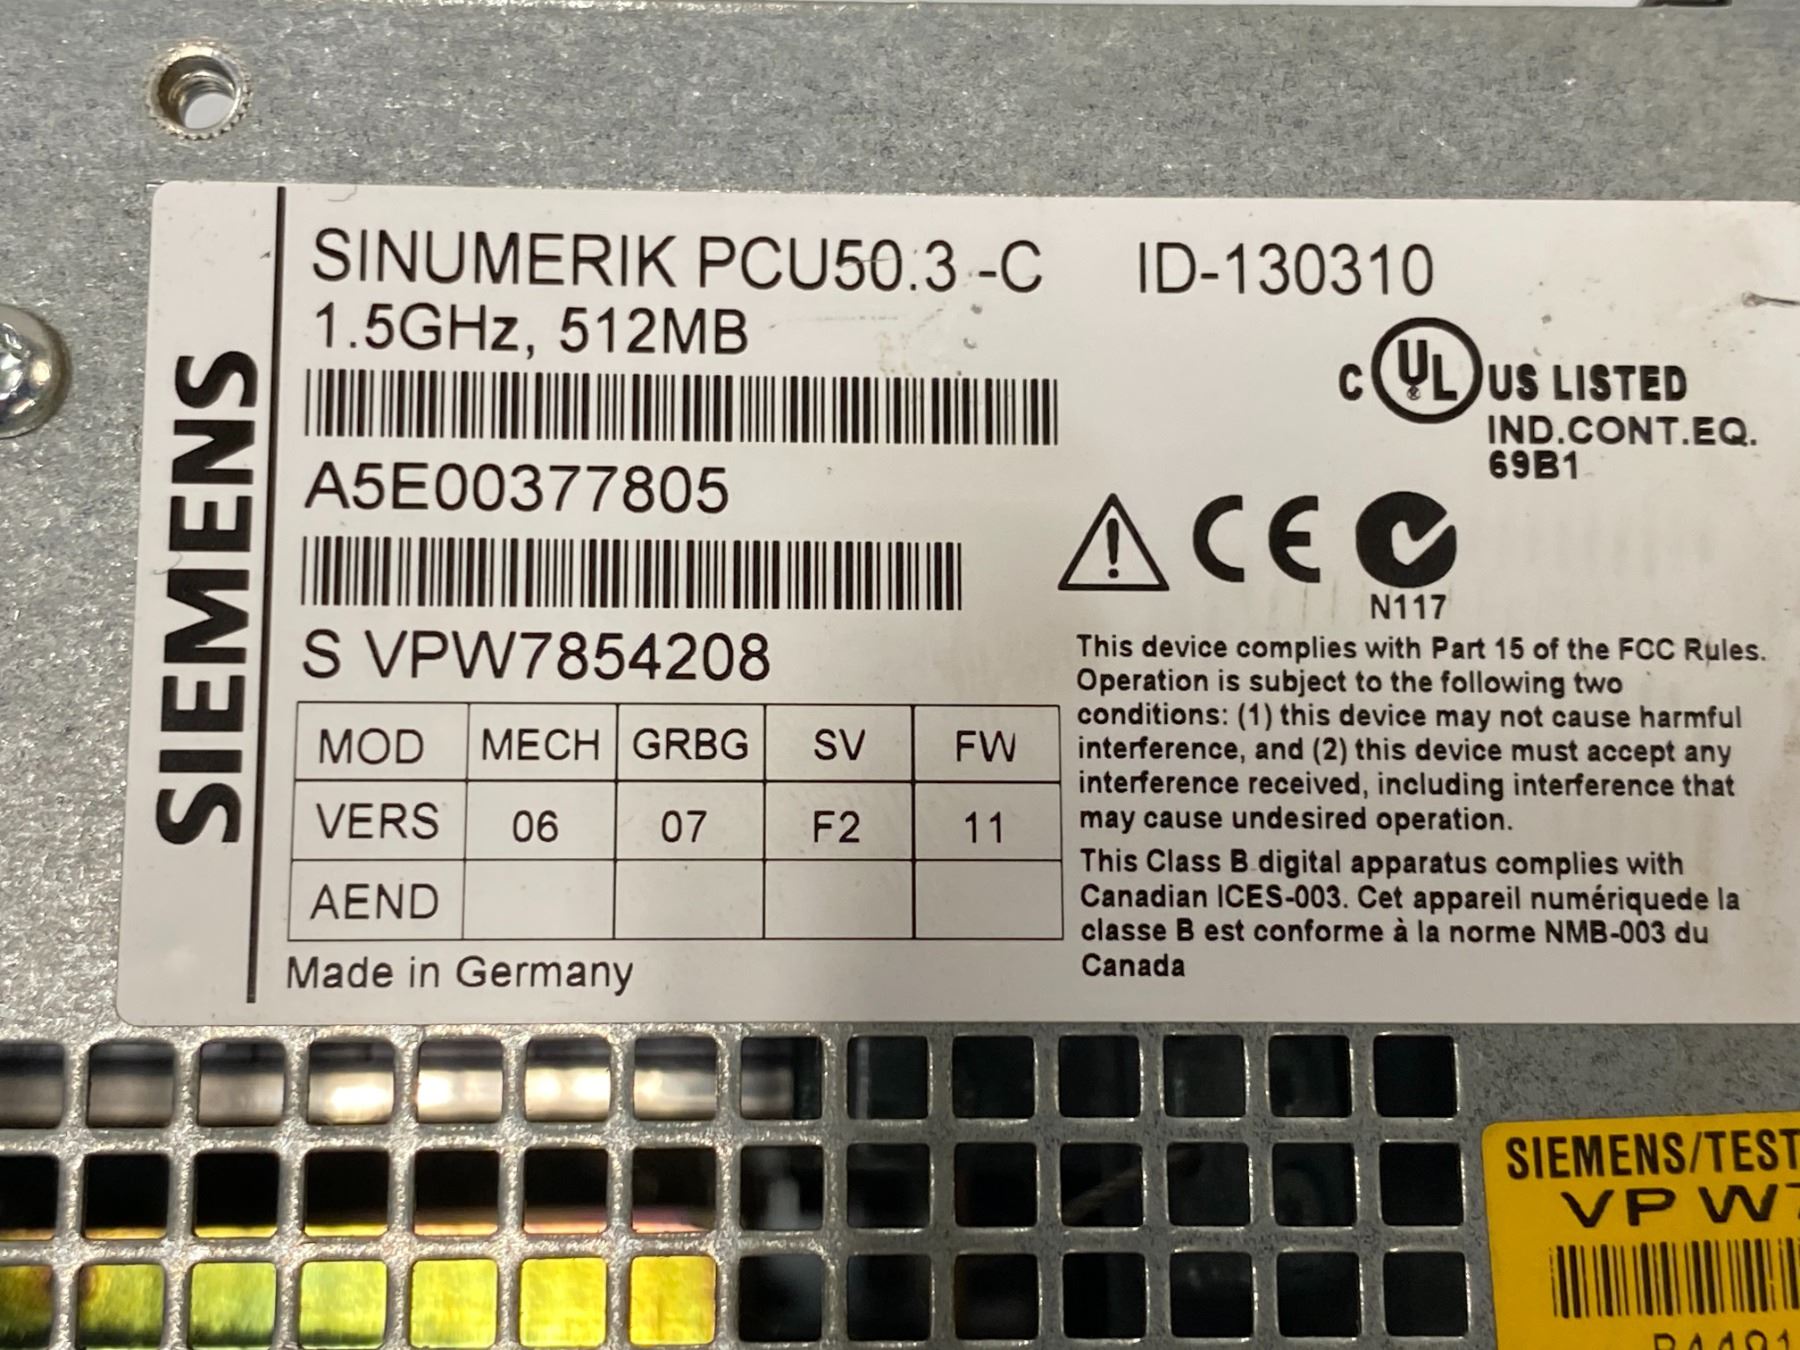 SIEMENS
SINUMERIK PCU50.3 -C ID-130310
1.5GHz, 512MB
A5E00377805
S VPW7854208
MOD MECH GRBG SV FW
VERS 06 07 F2 11
AEND
Made in Germany
C UL US LISTED
IND.CONT.EQ.
69B1
CE
N117
This device complies with Part 15 of the FCC Rules.
Operation is subject to the following two
conditions: (1) this device may not cause harmful
interference, and (2) this device must accept any
interference received, including interference that
may cause undesired operation.
This Class B digital apparatus complies with
Canadian ICES-003. Cet appareil numériquede la
classe B est conforme à la norme NMB-003 du
Canada
SIEMENS/TEST
VPW7